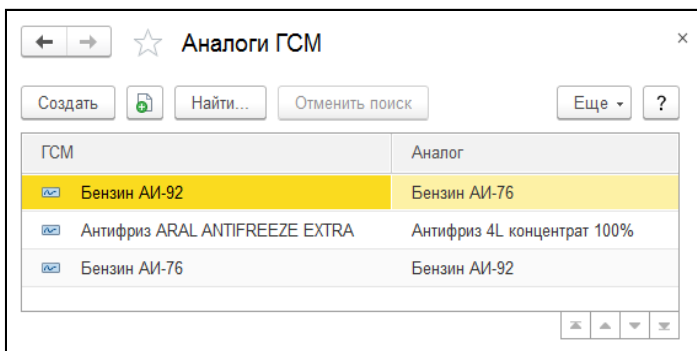 Аналоги ГСМ
Создать Найти... Отменить поиск Еще ?
ГСМ Аналог
Бензин АИ-92 Бензин АИ-76
Антифриз ARAL ANTIFREEZE EXTRA Антифриз 4L концентрат 100%
Бензин АИ-76 Бензин АИ-92